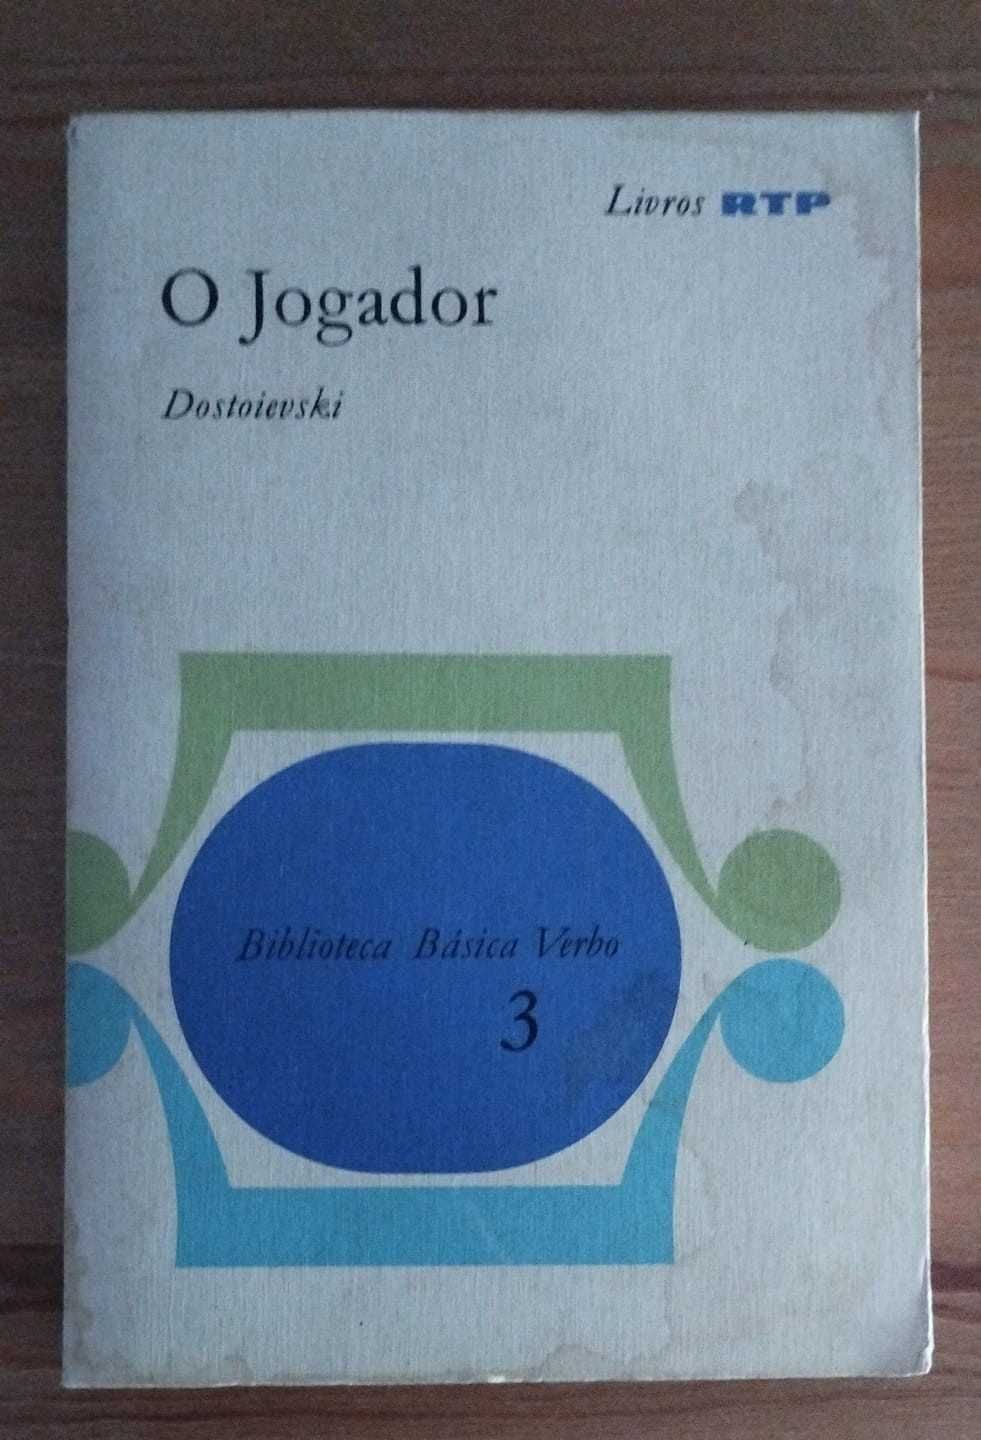 Livros RTP
O Jogador
Dostoievski
Biblioteca Básica Verbo
3